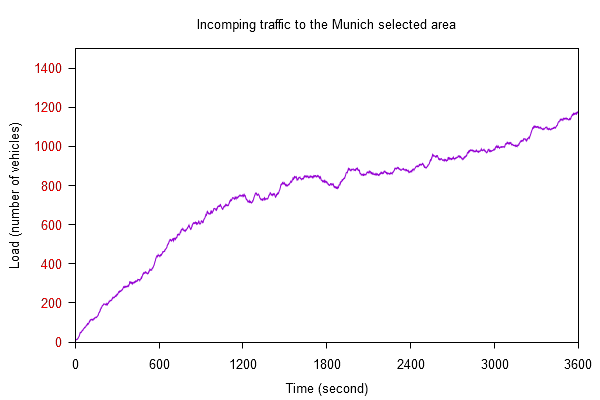 Incomping traffic to the Munich selected area
1400
1200
1000
800
600
400
200
0
Load (number of vehicles)
0 600 1200 1800 2400 3000 3600
Time (second)